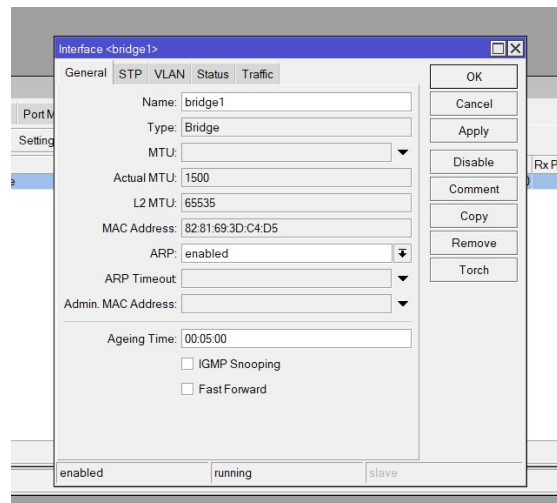 Interface <bridge1>
General STP VLAN Status Traffic
OK
Port M
Name: bridge1
Cancel
Setting
Type: Bridge
Apply
MTU:
Disable
Rx P
Actual MTU: 1500
Comment
L2 MTU: 65535
Copy
MAC Address: 82:81:69:3D:C4:D5
Remove
ARP: enabled
Torch
ARP Timeout:
Admin. MAC Address:
Ageing Time: 00:05:00
IGMP Snooping
Fast Forward
enabled running slave